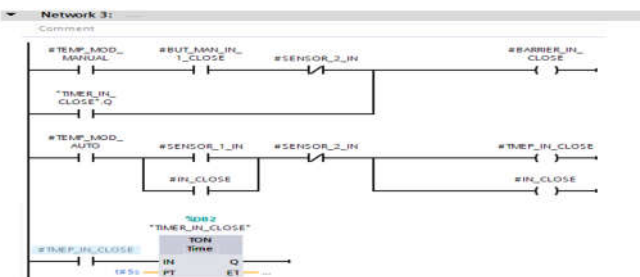 Network 3:
Comment
#TEMP_MOD_
MANUAL
#BUT_MAN_IN_
1_CLOSE
#SENSOR_2_IN
#BARRIER_IN_
CLOSE
"TIMER_IN_
CLOSE".Q
#TEMP_MOD_
AUTO
#SENSOR_1_IN
#SENSOR_2_IN
#TMEP_IN_CLOSE
#IN_CLOSE
#IN_CLOSE
%DB2
"TIMER_IN_CLOSE"
TON
Time
#TMEP_IN_CLOSE
IN
Q
t#5s
PT
ET
...